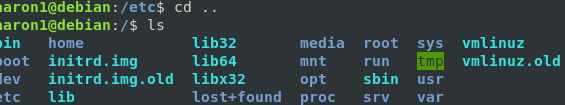 aron1@debian:/etc$ cd ..
aron1@debian:/$ ls
bin home lib32 media root sys vmlinuz
boot initrd.img lib64 mnt run tmp vmlinuz.old
dev initrd.img.old libx32 opt sbin usr
etc lib lost+found proc srv var